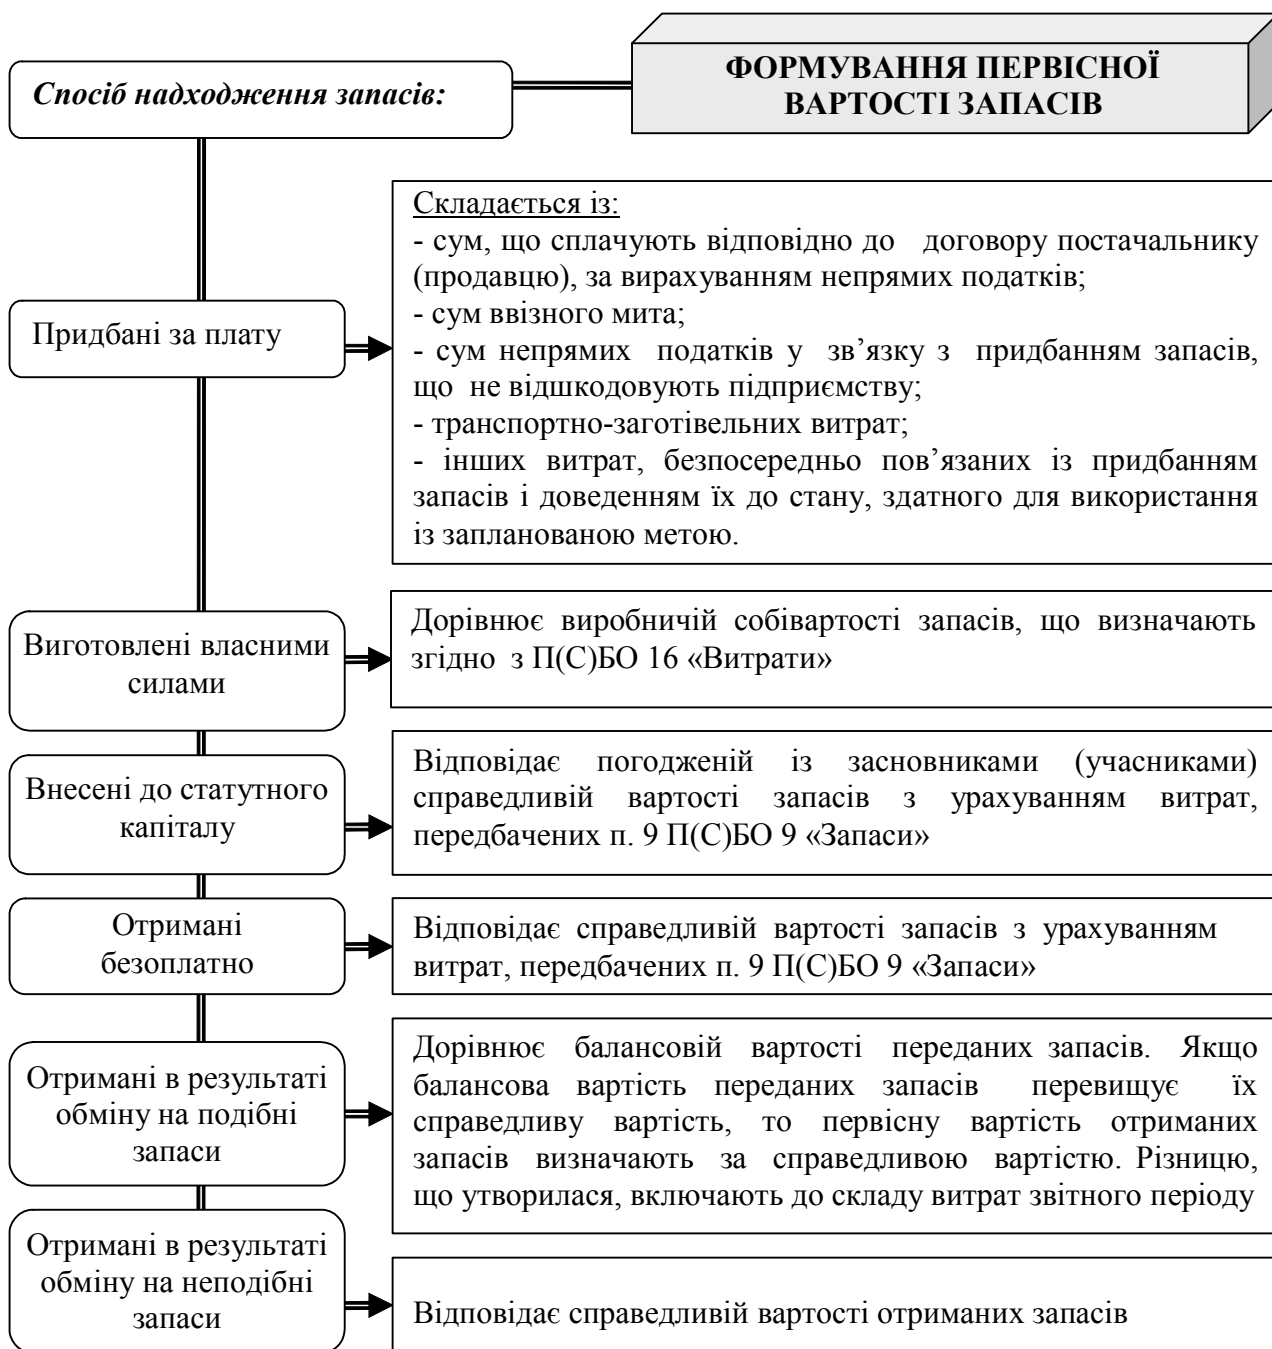 ФОРМУВАННЯ ПЕРВІСНОЇ
ВАРТОСТІ ЗАПАСІВ
Спосіб надходження запасів:
Придбані за плату
Складається із:
- сум, що сплачують відповідно до договору постачальнику
(продавцю), за вирахуванням непрямих податків;
- сум ввізного мита;
- сум непрямих податків у зв’язку з придбанням запасів,
що не відшкодовують підприємству;
- транспортно-заготівельних витрат;
- інших витрат, безпосередньо пов’язаних із придбанням
запасів і доведенням їх до стану, здатного для використання
із запланованою метою.
Виготовлені власними
силами
Дорівнює виробничій собівартості запасів, що визначають
згідно з П(С)БО 16 «Витрати»
Внесені до статутного
капіталу
Відповідає погодженій із засновниками (учасниками)
справедливій вартості запасів з урахуванням витрат,
передбачених п. 9 П(С)БО 9 «Запаси»
Отримані
безоплатно
Відповідає справедливій вартості запасів з урахуванням
витрат, передбачених п. 9 П(С)БО 9 «Запаси»
Отримані в результаті
обміну на подібні
запаси
Дорівнює балансовій вартості переданих запасів. Якщо
балансова вартість переданих запасів перевищує їх
справедливу вартість, то первісну вартість отриманих
запасів визначають за справедливою вартістю. Різницю,
що утворилася, включають до складу витрат звітного періоду
Отримані в результаті
обміну на неподібні
запаси
Відповідає справедливій вартості отриманих запасів